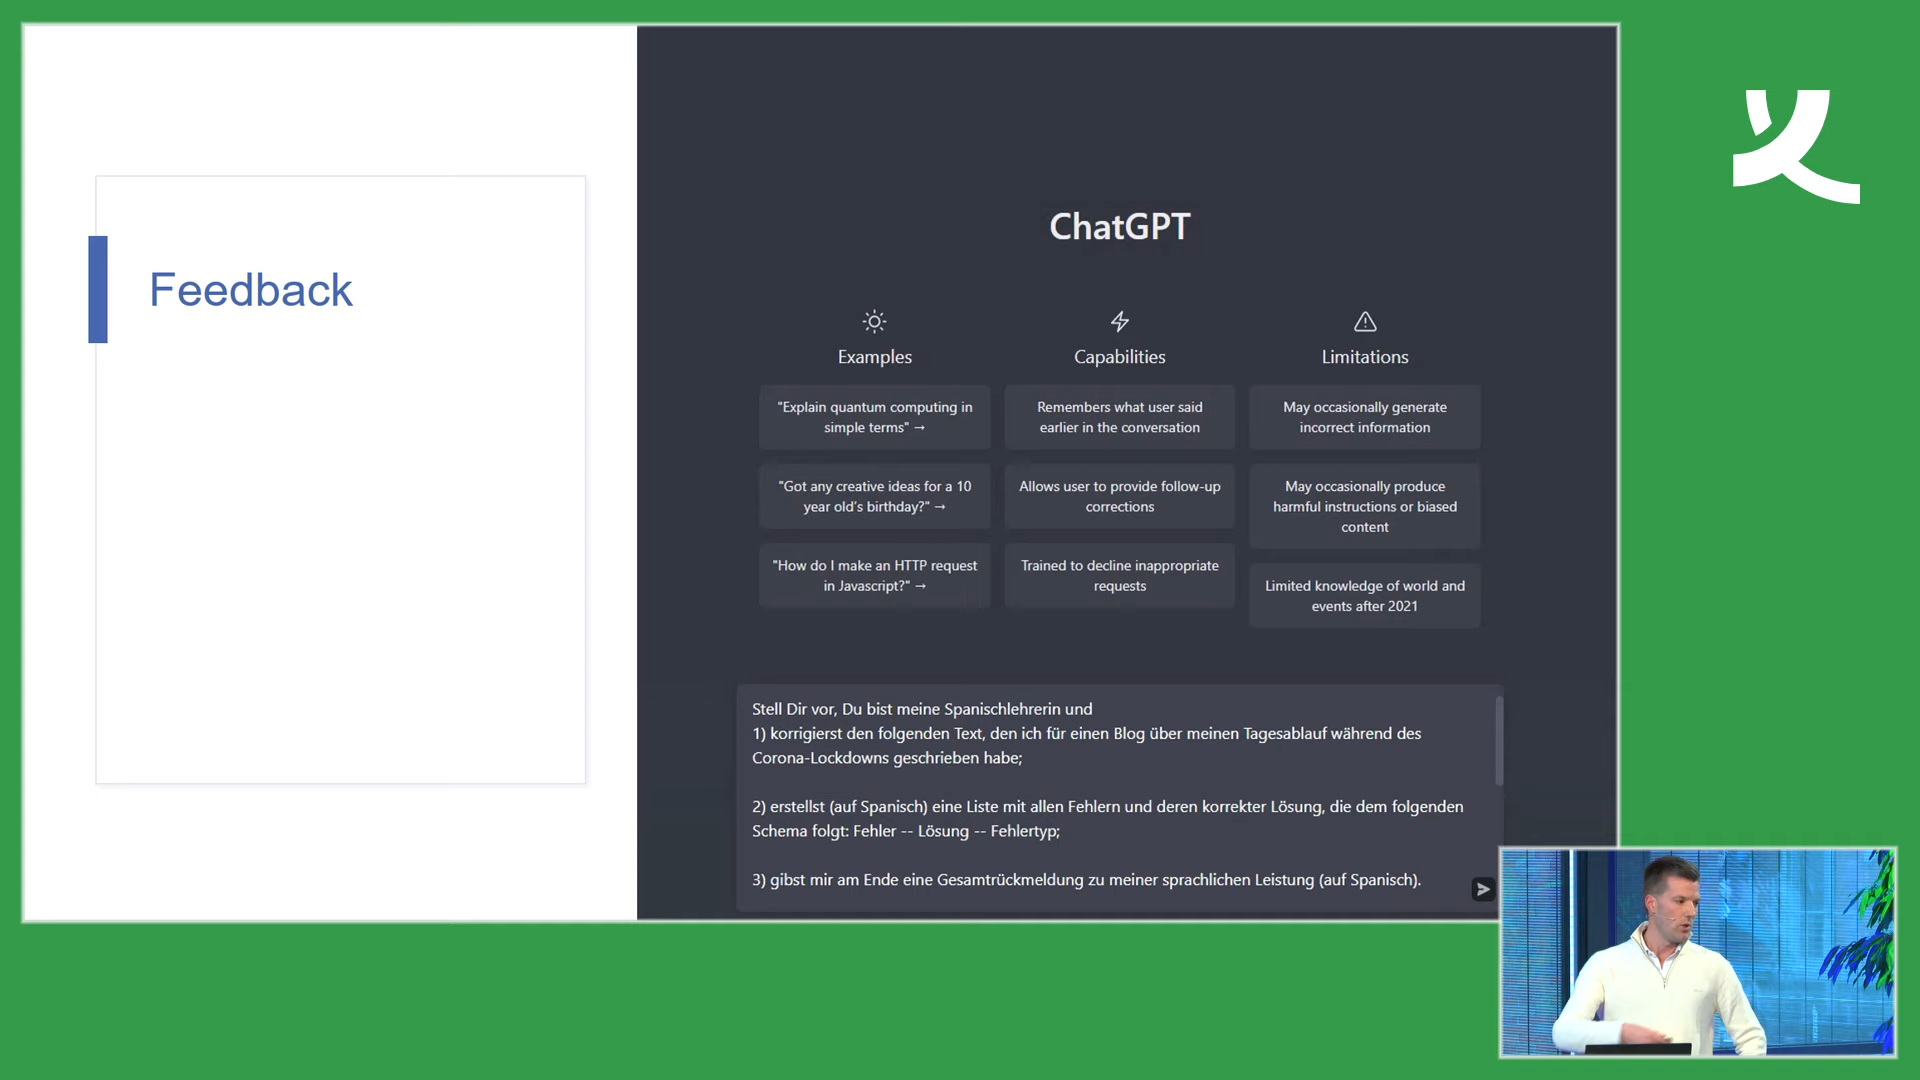 Feedback
ChatGPT
Examples
"Explain quantum computing in
simple terms" →
"Got any creative ideas for a 10
year old's birthday?" →
"How do I make an HTTP request
in Javascript?" →
Capabilities
Remembers what user said
earlier in the conversation
Allows user to provide follow-up
corrections
Trained to decline inappropriate
requests
Limitations
May occasionally generate
incorrect information
May occasionally produce
harmful instructions or biased
content
Limited knowledge of world and
events after 2021
Stell Dir vor, Du bist meine Spanischlehrerin und
1) korrigierst den folgenden Text, den ich für einen Blog über meinen Tagesablauf während des
Corona-Lockdowns geschrieben habe;
2) erstellst (auf Spanisch) eine Liste mit allen Fehlern und deren korrekter Lösung, die dem folgenden
Schema folgt: Fehler -- Lösung -- Fehlertyp;
3) gibst mir am Ende eine Gesamtrückmeldung zu meiner sprachlichen Leistung (auf Spanisch).